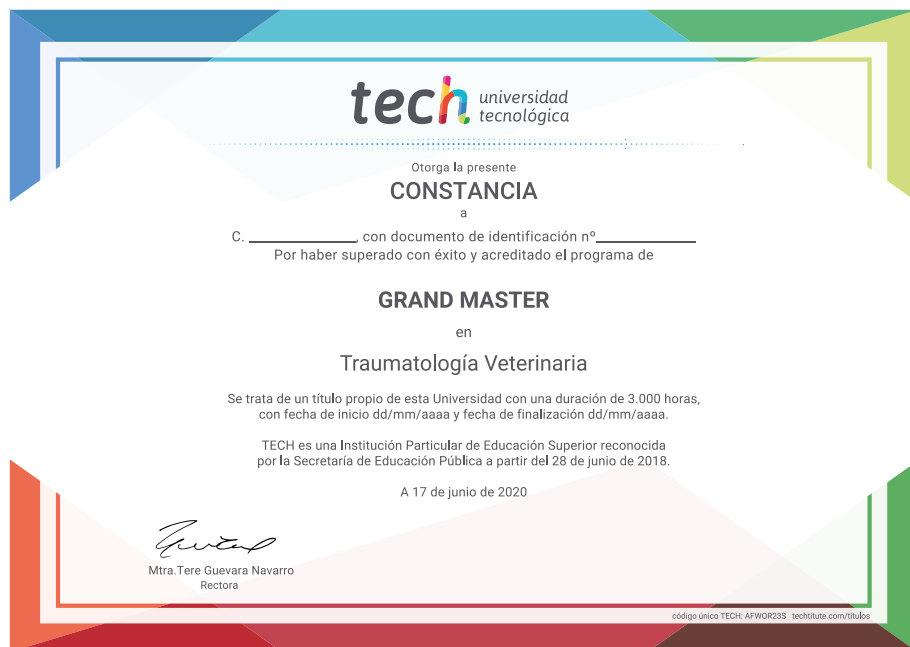 tech universidad
tecnológica
Otorga la presente
CONSTANCIA
a
C. ____________, con documento de identificación nº____________
Por haber superado con éxito y acreditado el programa de
GRAND MASTER
en
Traumatología Veterinaria
Se trata de un título propio de esta Universidad con una duración de 3.000 horas,
con fecha de inicio dd/mm/aaaa y fecha de finalización dd/mm/aaaa.
TECH es una Institución Particular de Educación Superior reconocida
por la Secretaría de Educación Pública a partir del 28 de junio de 2018.
A 17 de junio de 2020
Mtra.Tere Guevara Navarro
Rectora
código único TECH: AFWOR23S techtitute.com/titulos